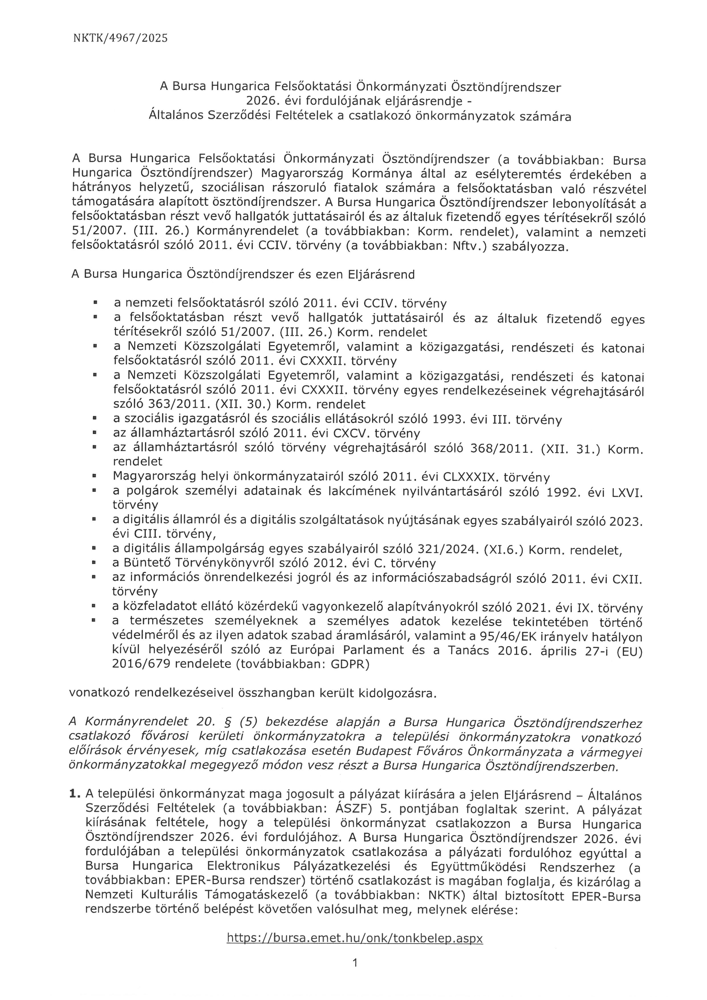 NKTK/4967/2025
A Bursa Hungarica Felsőoktatási Önkormányzati Ösztöndíjrendszer
2026. évi fordulójának eljárásrendje -
Általános Szerződési Feltételek a csatlakozó önkormányzatok számára
A Bursa Hungarica Felsőoktatási Önkormányzati Ösztöndíjrendszer (a továbbiakban: Bursa
Hungarica Ösztöndíjrendszer) Magyarország Kormánya által az esélyteremtés érdekében a
hátrányos helyzetű, szociálisan rászoruló fiatalok számára a felsőoktatásban való részvétel
támogatására alapított ösztöndíjrendszer. A Bursa Hungarica Ösztöndíjrendszer lebonyolítását a
felsőoktatásban részt vevő hallgatók juttatásairól és az általuk fizetendő egyes térítésekről szóló
51/2007. (III. 26.) Kormányrendelet (a továbbiakban: Korm. rendelet), valamint a nemzeti
felsőoktatásról szóló 2011. évi CCIV. törvény (a továbbiakban: Nftv.) szabályozza.
A Bursa Hungarica Ösztöndíjrendszer és ezen Eljárásrend
▪ a nemzeti felsőoktatásról szóló 2011. évi CCIV. törvény
▪ a felsőoktatásban részt vevő hallgatók juttatásairól és az általuk fizetendő egyes
térítésekről szóló 51/2007. (III. 26.) Korm. rendelet
▪ a Nemzeti Közszolgálati Egyetemről, valamint a közigazgatási, rendészeti és katonai
felsőoktatásról szóló 2011. évi CXXXII. törvény
▪ a Nemzeti Közszolgálati Egyetemről, valamint a közigazgatási, rendészeti és katonai
felsőoktatásról szóló 2011. évi CXXXII. törvény egyes rendelkezéseinek végrehajtásáról
szóló 363/2011. (XII. 30.) Korm. rendelet
▪ a szociális igazgatásról és szociális ellátásokról szóló 1993. évi III. törvény
▪ az államháztartásról szóló 2011. évi CXCV. törvény
▪ az államháztartásról szóló törvény végrehajtásáról szóló 368/2011. (XII. 31.) Korm.
rendelet
▪ Magyarország helyi önkormányzatairól szóló 2011. évi CLXXXIX. törvény
▪ a polgárok személyi adatainak és lakcímének nyilvántartásáról szóló 1992. évi LXVI.
törvény
▪ a digitális államról és a digitális szolgáltatások nyújtásának egyes szabályairól szóló 2023.
évi CIII. törvény,
▪ a digitális állampolgárság egyes szabályairól szóló 321/2024. (XI.6.) Korm. rendelet,
▪ a Büntető Törvénykönyvről szóló 2012. évi C. törvény
▪ az információs önrendelkezési jogról és az információszabadságról szóló 2011. évi CXII.
törvény
▪ a közfeladatot ellátó közérdekű vagyonkezelő alapítványokról szóló 2021. évi IX. törvény
▪ a természetes személyeknek a személyes adatok kezelése tekintetében történő
védelméről és az ilyen adatok szabad áramlásáról, valamint a 95/46/EK irányelv hatályon
kívül helyezéséről szóló az Európai Parlament és a Tanács 2016. április 27-i (EU)
2016/679 rendelete (továbbiakban: GDPR)
vonatkozó rendelkezéseivel összhangban került kidolgozásra.
A Kormányrendelet 20. § (5) bekezdése alapján a Bursa Hungarica Ösztöndíjrendszerhez
csatlakozó fővárosi kerületi önkormányzatokra a települési önkormányzatokra vonatkozó
előírások érvényesek, míg csatlakozása esetén Budapest Főváros Önkormányzata a vármegyei
önkormányzatokkal megegyező módon vesz részt a Bursa Hungarica Ösztöndíjrendszerben.
1. A települési önkormányzat maga jogosult a pályázat kiírására a jelen Eljárásrend – Általános
Szerződési Feltételek (a továbbiakban: ÁSZF) 5. pontjában foglaltak szerint. A pályázat
kiírásának feltétele, hogy a települési önkormányzat csatlakozzon a Bursa Hungarica
Ösztöndíjrendszer 2026. évi fordulójához. A Bursa Hungarica Ösztöndíjrendszer 2026. évi
fordulójában a települési önkormányzatok csatlakozása a pályázati fordulóhoz egyúttal a
Bursa Hungarica Elektronikus Pályázatkezelési és Együttműködési Rendszerhez (a
továbbiakban: EPER-Bursa rendszer) történő csatlakozást is magában foglalja, és kizárólag a
Nemzeti Kulturális Támogatáskezelő (a továbbiakban: NKTK) által biztosított EPER-Bursa
rendszerbe történő belépést követően valósulhat meg, melynek elérése:
https://bursa.emet.hu/onk/tonkbelep.aspx
1